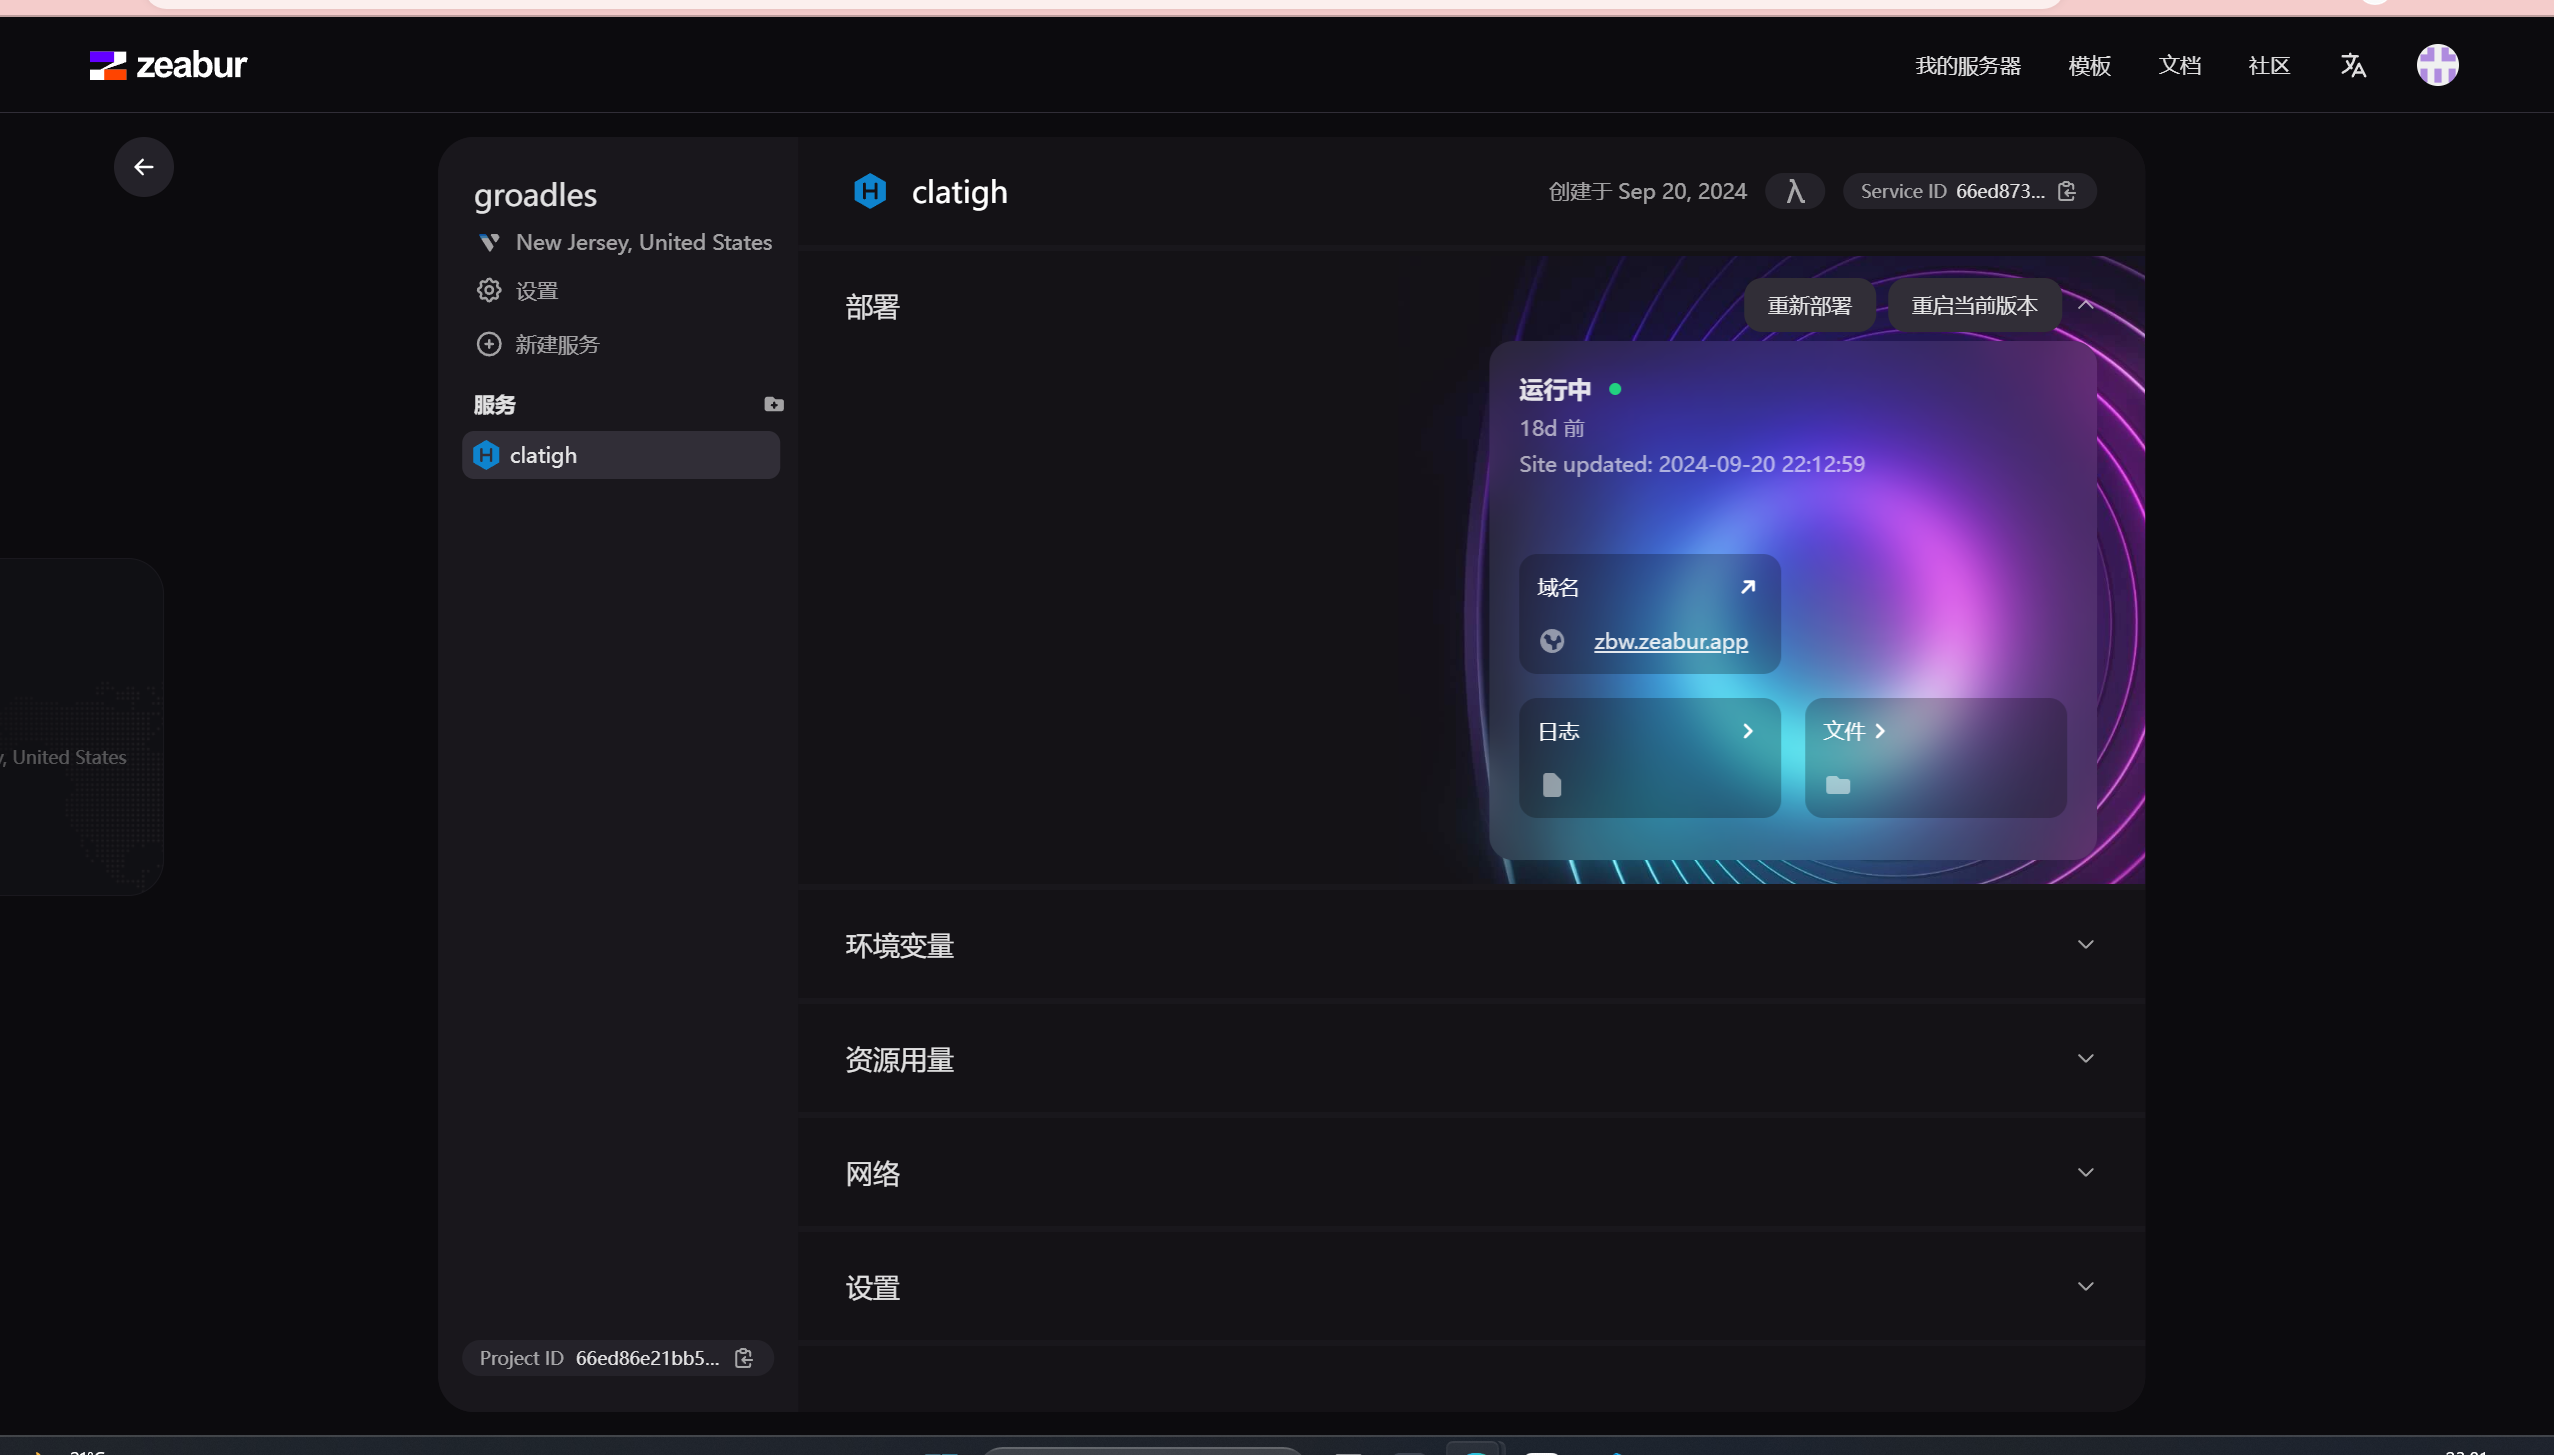 zeabur
我的服务器
模板
文档
社区
groadles
New Jersey, United States
设置
新建服务
服务
clatigh
Project ID 66ed86e21bb5...
, United States
clatigh
创建于 Sep 20, 2024
λ
Service ID 66ed873...
部署
重新部署
重启当前版本
运行中
18d 前
Site updated: 2024-09-20 22:12:59
域名
zbw.zeabur.app
日志
文件
环境变量
资源用量
网络
设置